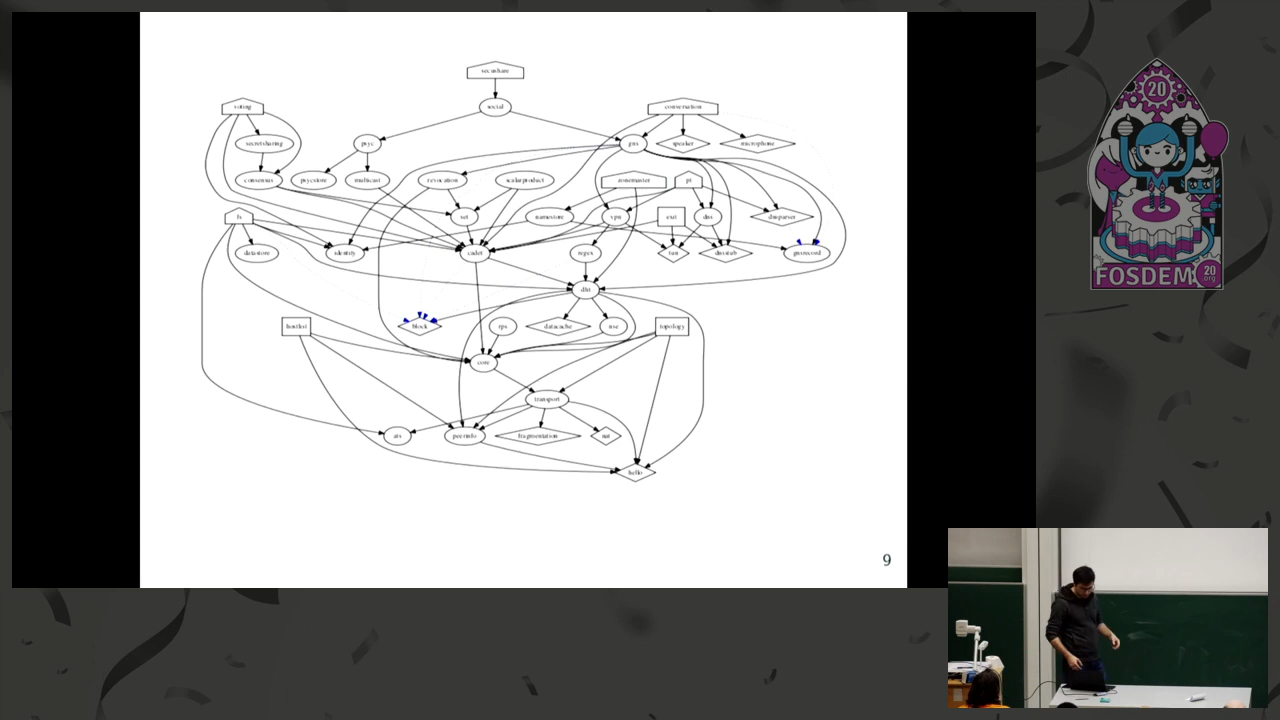 secushare
voting
social
conversation
secretsharing
psyc
gns
speaker
microphone
consensus
psycstore
multicast
revocation
scalarproduct
zonemaster
pt
fs
set
namestore
vpn
exit
dns
dnsparser
datastore
identity
cadet
regex
tun
dnsstub
gnsrecord
dht
hostlist
block
rps
datacache
nse
topology
core
transport
ats
peerinfo
fragmentation
nat
hello
9
20
FOSDEM
20
.org